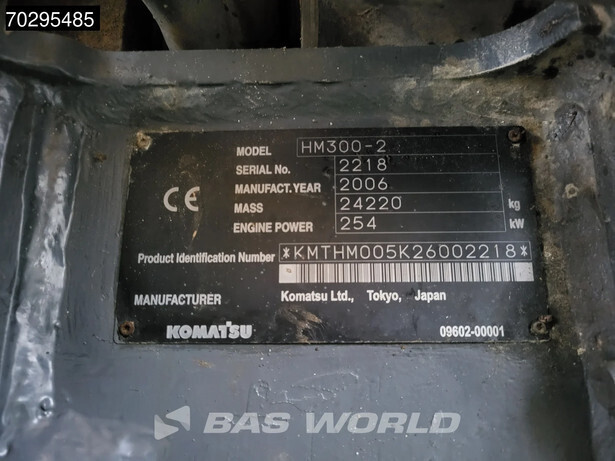 70295485
MODEL HM300-2
SERIAL No. 2218
MANUFACT.YEAR 2006
MASS 24220 kg
CE
ENGINE POWER 254 kW
Product Identification Number *KMTHM005K26002218*
MANUFACTURER Komatsu Ltd., Tokyo, Japan
KOMATSU 09602-00001
BAS WORLD